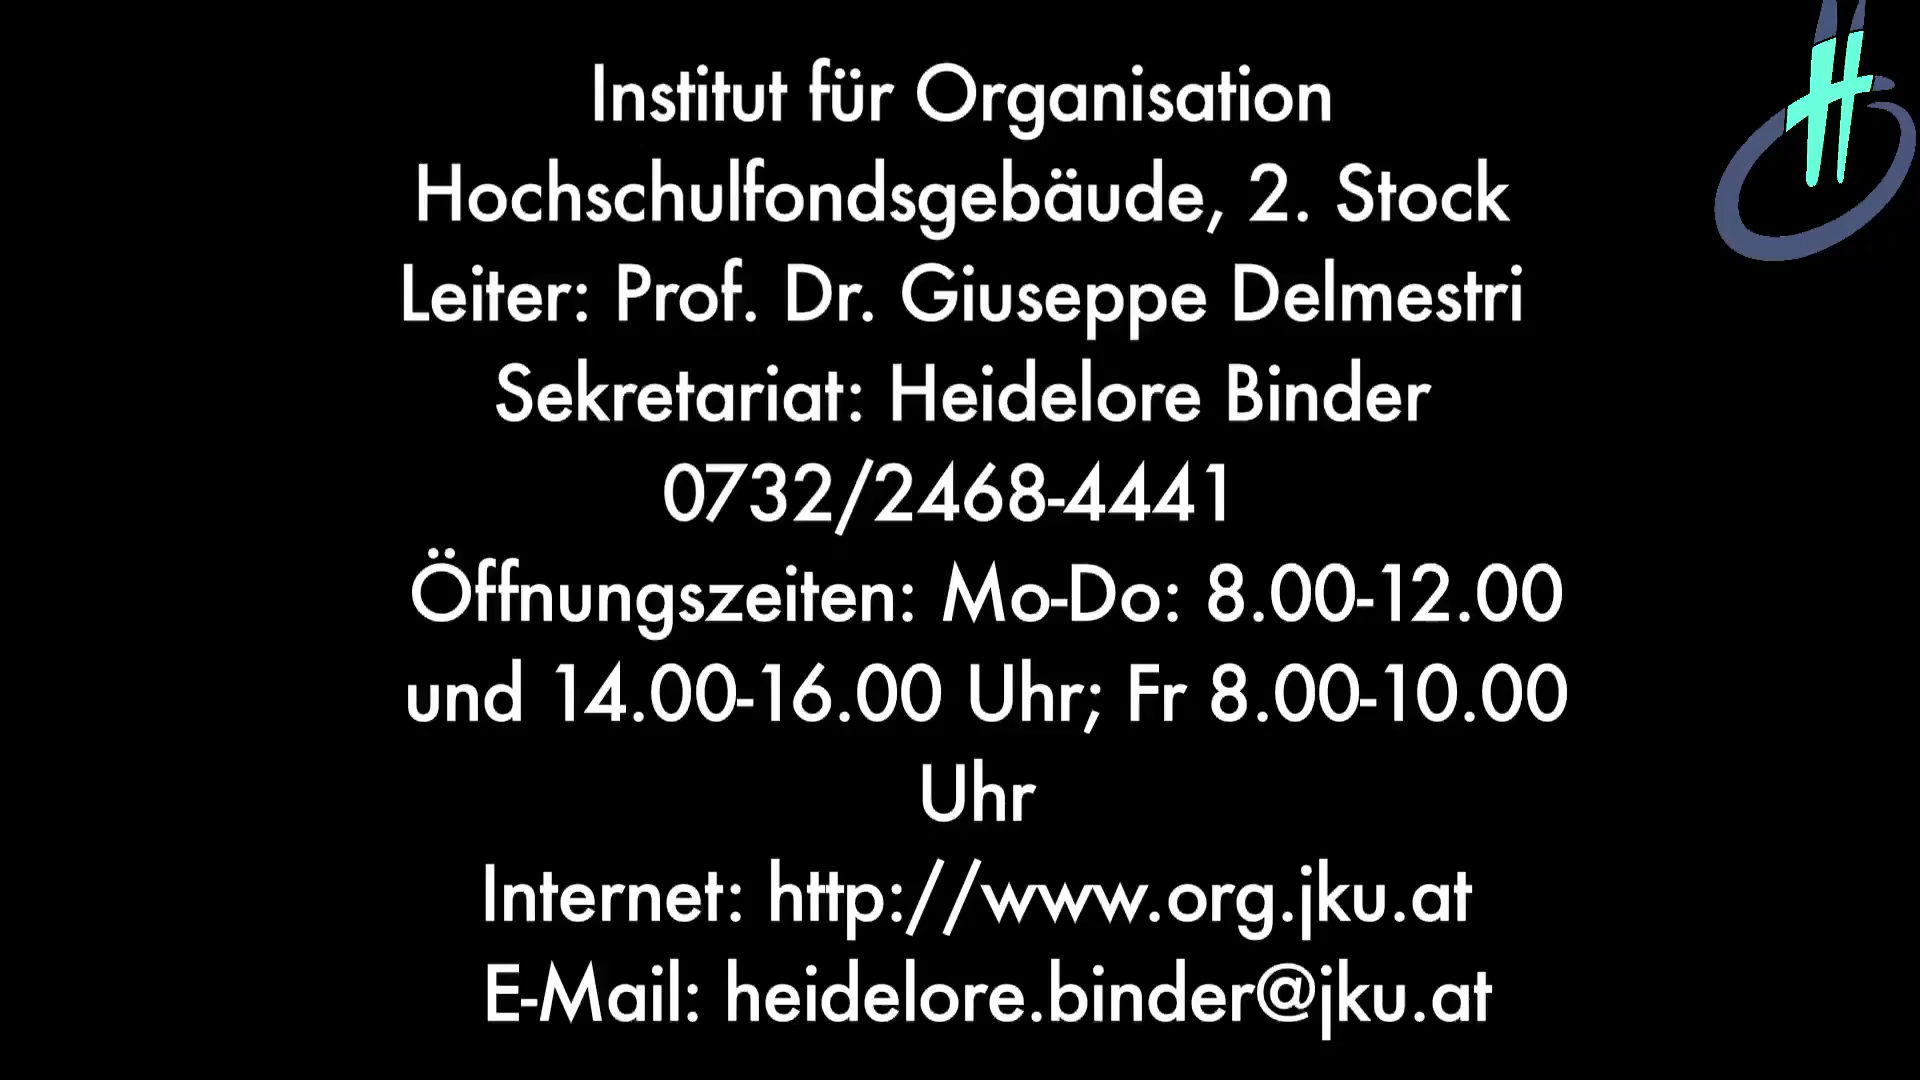 Institut für Organisation
Hochschulfondsgebäude, 2. Stock
Leiter: Prof. Dr. Giuseppe Delmestri
Sekretariat: Heidelore Binder
0732/2468-4441
Öffnungszeiten: Mo-Do: 8.00-12.00
und 14.00-16.00 Uhr; Fr 8.00-10.00
Uhr
Internet: http://www.org.jku.at
E-Mail: heidelore.binder@jku.at